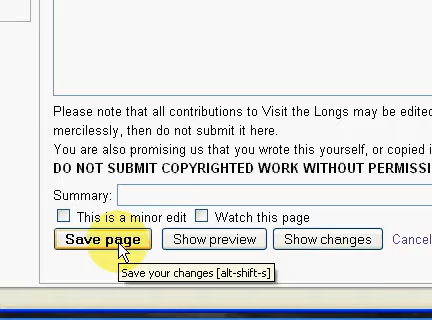 Please note that all contributions to Visit the Longs may be edited
mercilessly, then do not submit it here.
You are also promising us that you wrote this yourself, or copied i
DO NOT SUBMIT COPYRIGHTED WORK WITHOUT PERMISSI
Summary:
This is a minor edit Watch this page
Save page Show preview Show changes Cancel
Save your changes [alt-shift-s]